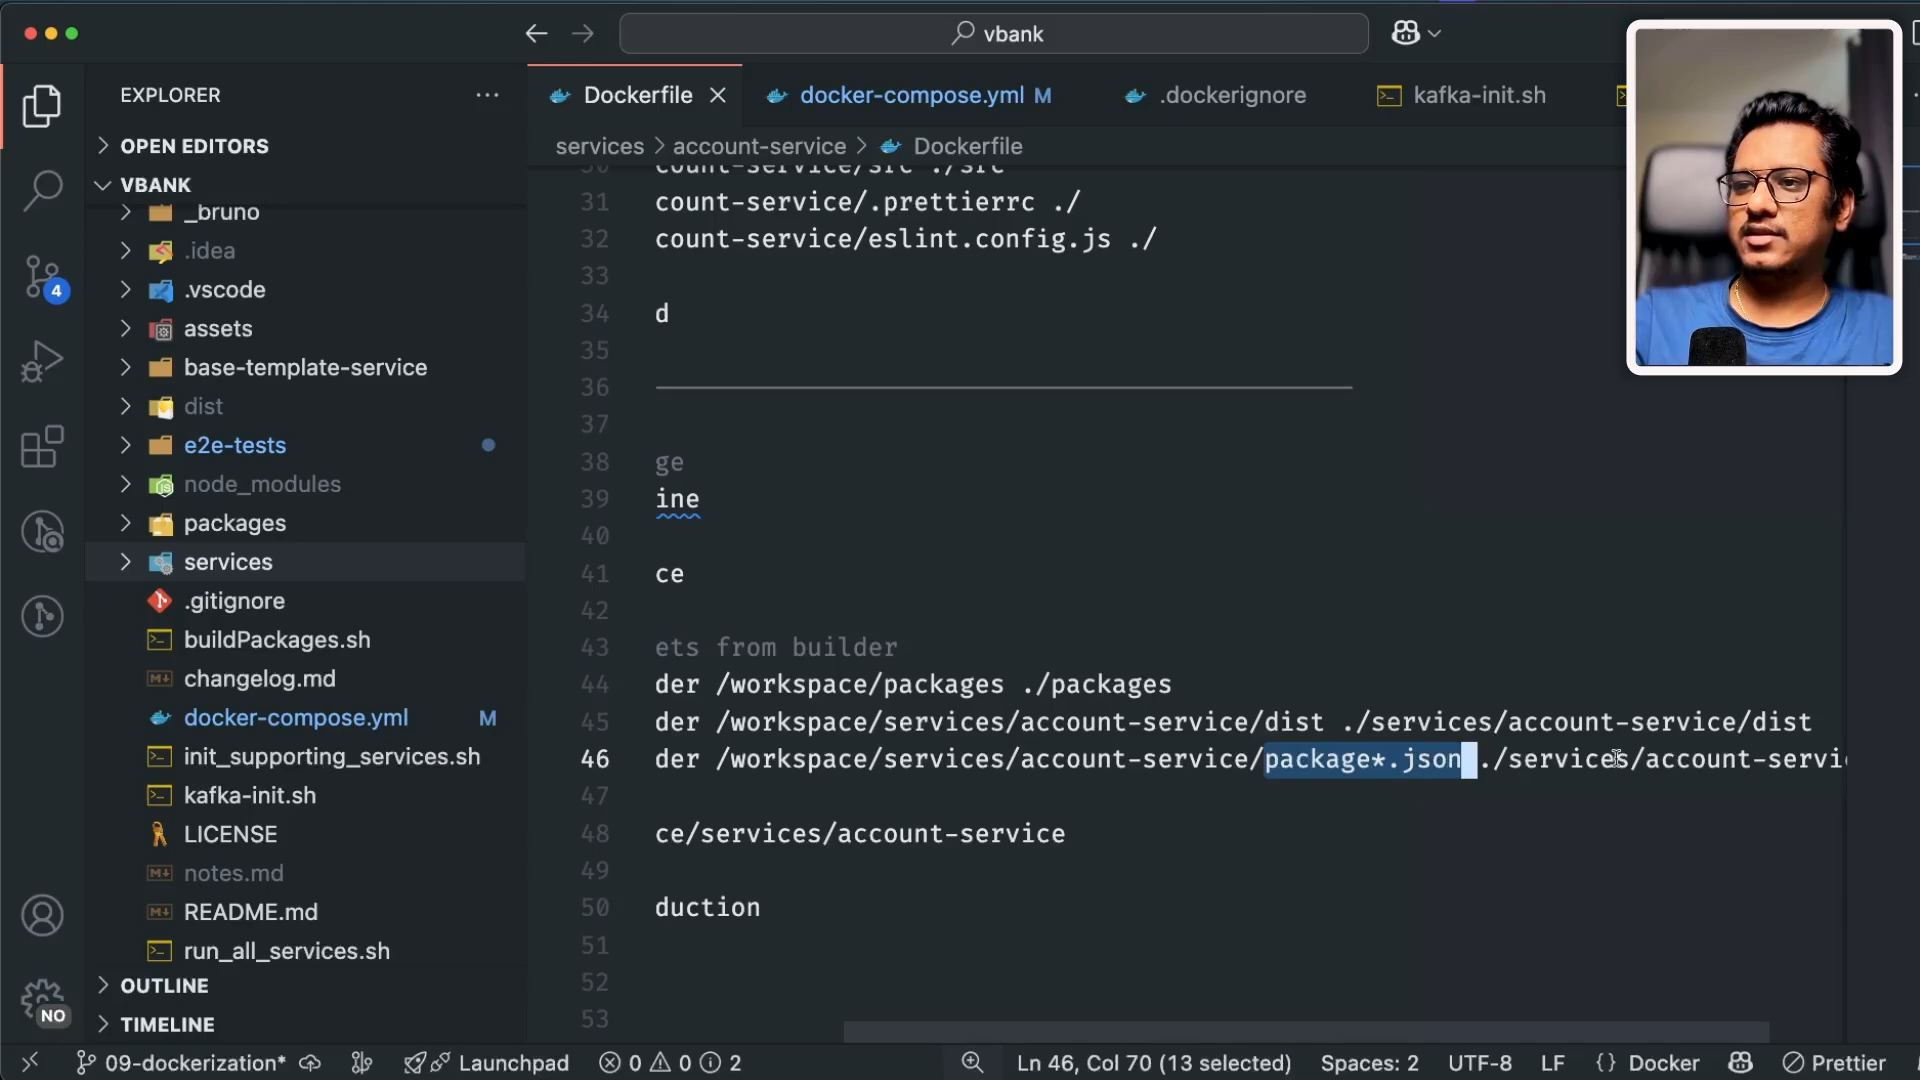 vbank
EXPLORER
OPEN EDITORS
VBANK
_bruno
.idea
.vscode
assets
base-template-service
dist
e2e-tests
node_modules
packages
services
.gitignore
buildPackages.sh
changelog.md
docker-compose.yml M
init_supporting_services.sh
kafka-init.sh
LICENSE
notes.md
README.md
run_all_services.sh
OUTLINE
TIMELINE
4
NO
Dockerfile
docker-compose.yml M
.dockerignore
kafka-init.sh
services > account-service > Dockerfile
30 count-service/src ./src
31 count-service/.prettierrc ./
32 count-service/eslint.config.js ./
33
34 d
35
36
37
38 ge
39 ine
40
41 ce
42
43 ets from builder
44 der /workspace/packages ./packages
45 der /workspace/services/account-service/dist ./services/account-service/dist
46 der /workspace/services/account-service/package*.json ./services/account-servic
47
48 ce/services/account-service
49
50 duction
51
52
53
09-dockerization* Launchpad 0 0 2 Ln 46, Col 70 (13 selected) Spaces: 2 UTF-8 LF {} Docker Prettier